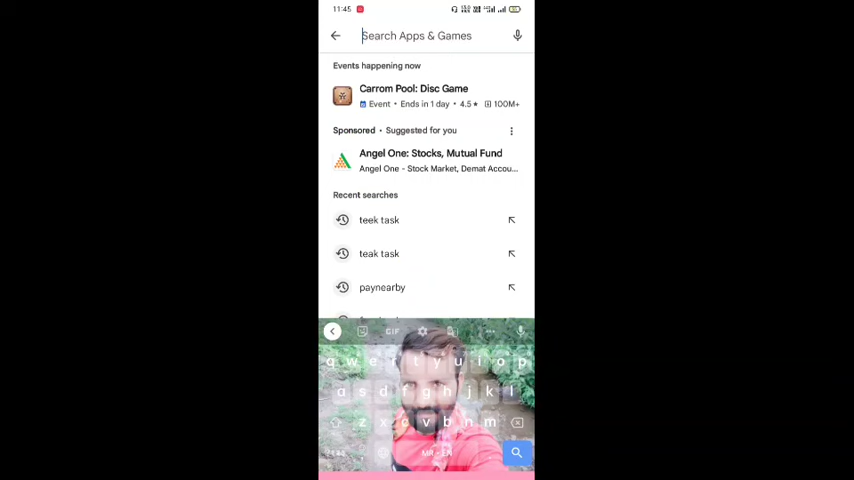 11:45
Search Apps & Games
Events happening now
Carrom Pool: Disc Game
Event • Ends in 1 day • 4.5★ 100M+
Sponsored • Suggested for you
Angel One: Stocks, Mutual Fund
Angel One - Stock Market, Demat Accou...
Recent searches
teek task
teak task
paynearby
GIF
q w e r t y u i o p
a s d f g h j k l
z x c v b n m
MR • EN